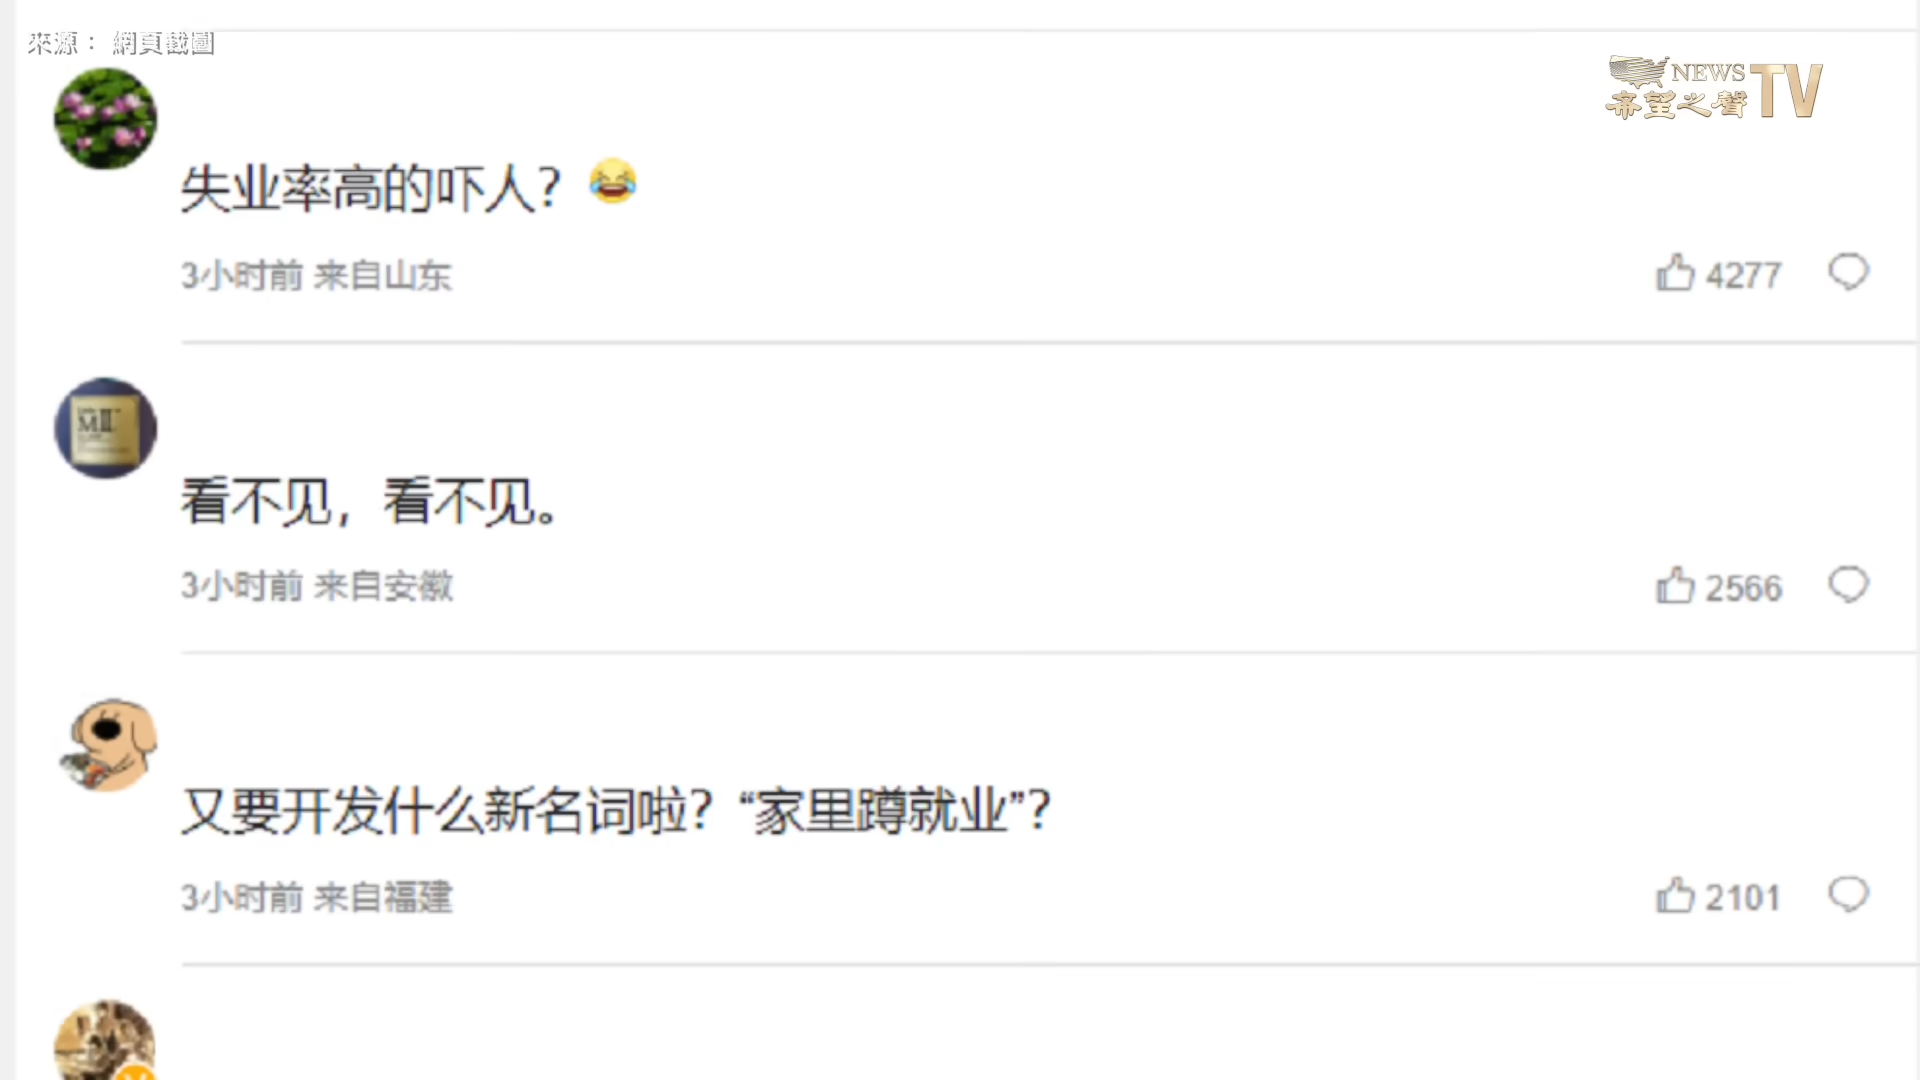 來源： 網頁截圖
NEWS
希望之聲 TV
失业率高的吓人？😂
3小时前 来自山东
4277
MII
看不见，看不见。
3小时前 来自安徽
2566
又要开发什么新名词啦？“家里蹲就业”？
3小时前 来自福建
2101